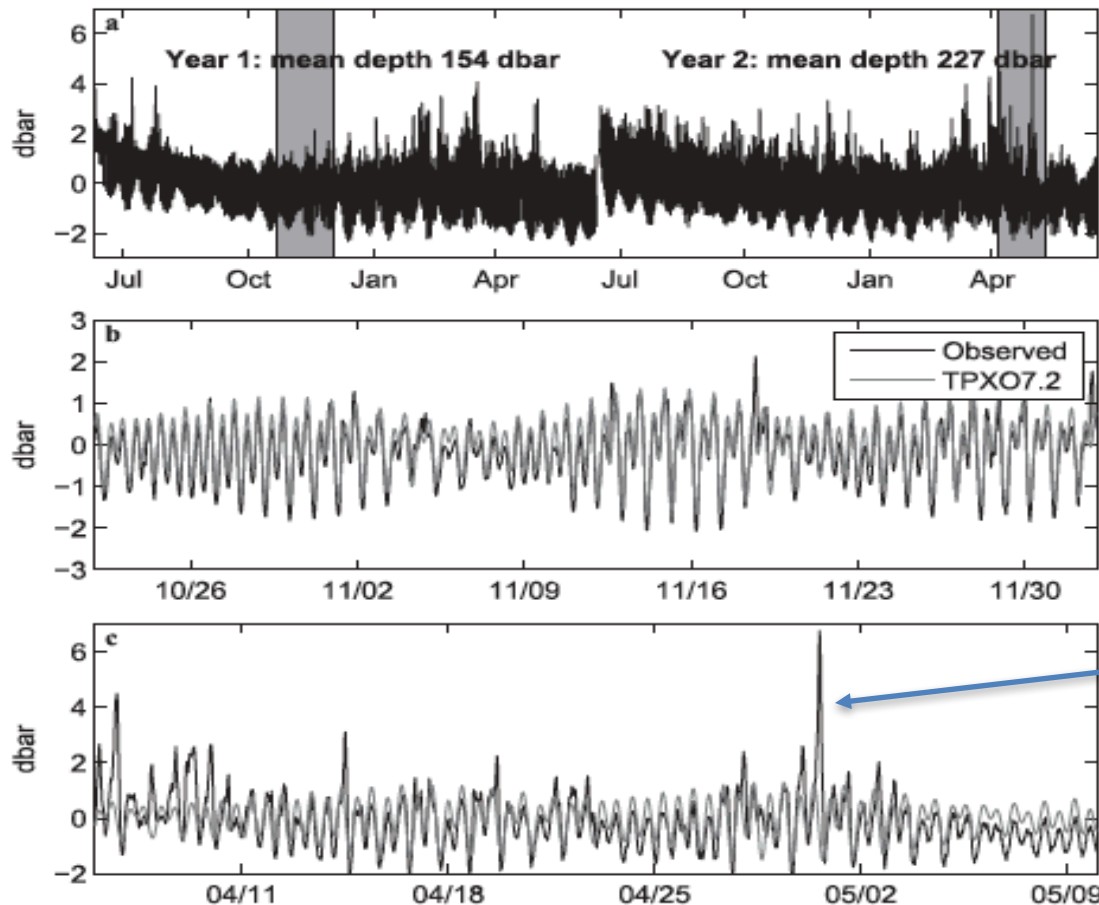 a
Year 1: mean depth 154 dbar
Year 2: mean depth 227 dbar
dbar
6
4
2
0
−2
Jul Oct Jan Apr Jul Oct Jan Apr
b
Observed
TPXO7.2
dbar
3
2
1
0
−1
−2
−3
10/26 11/02 11/09 11/16 11/23 11/30
c
dbar
6
4
2
0
−2
04/11 04/18 04/25 05/02 05/09